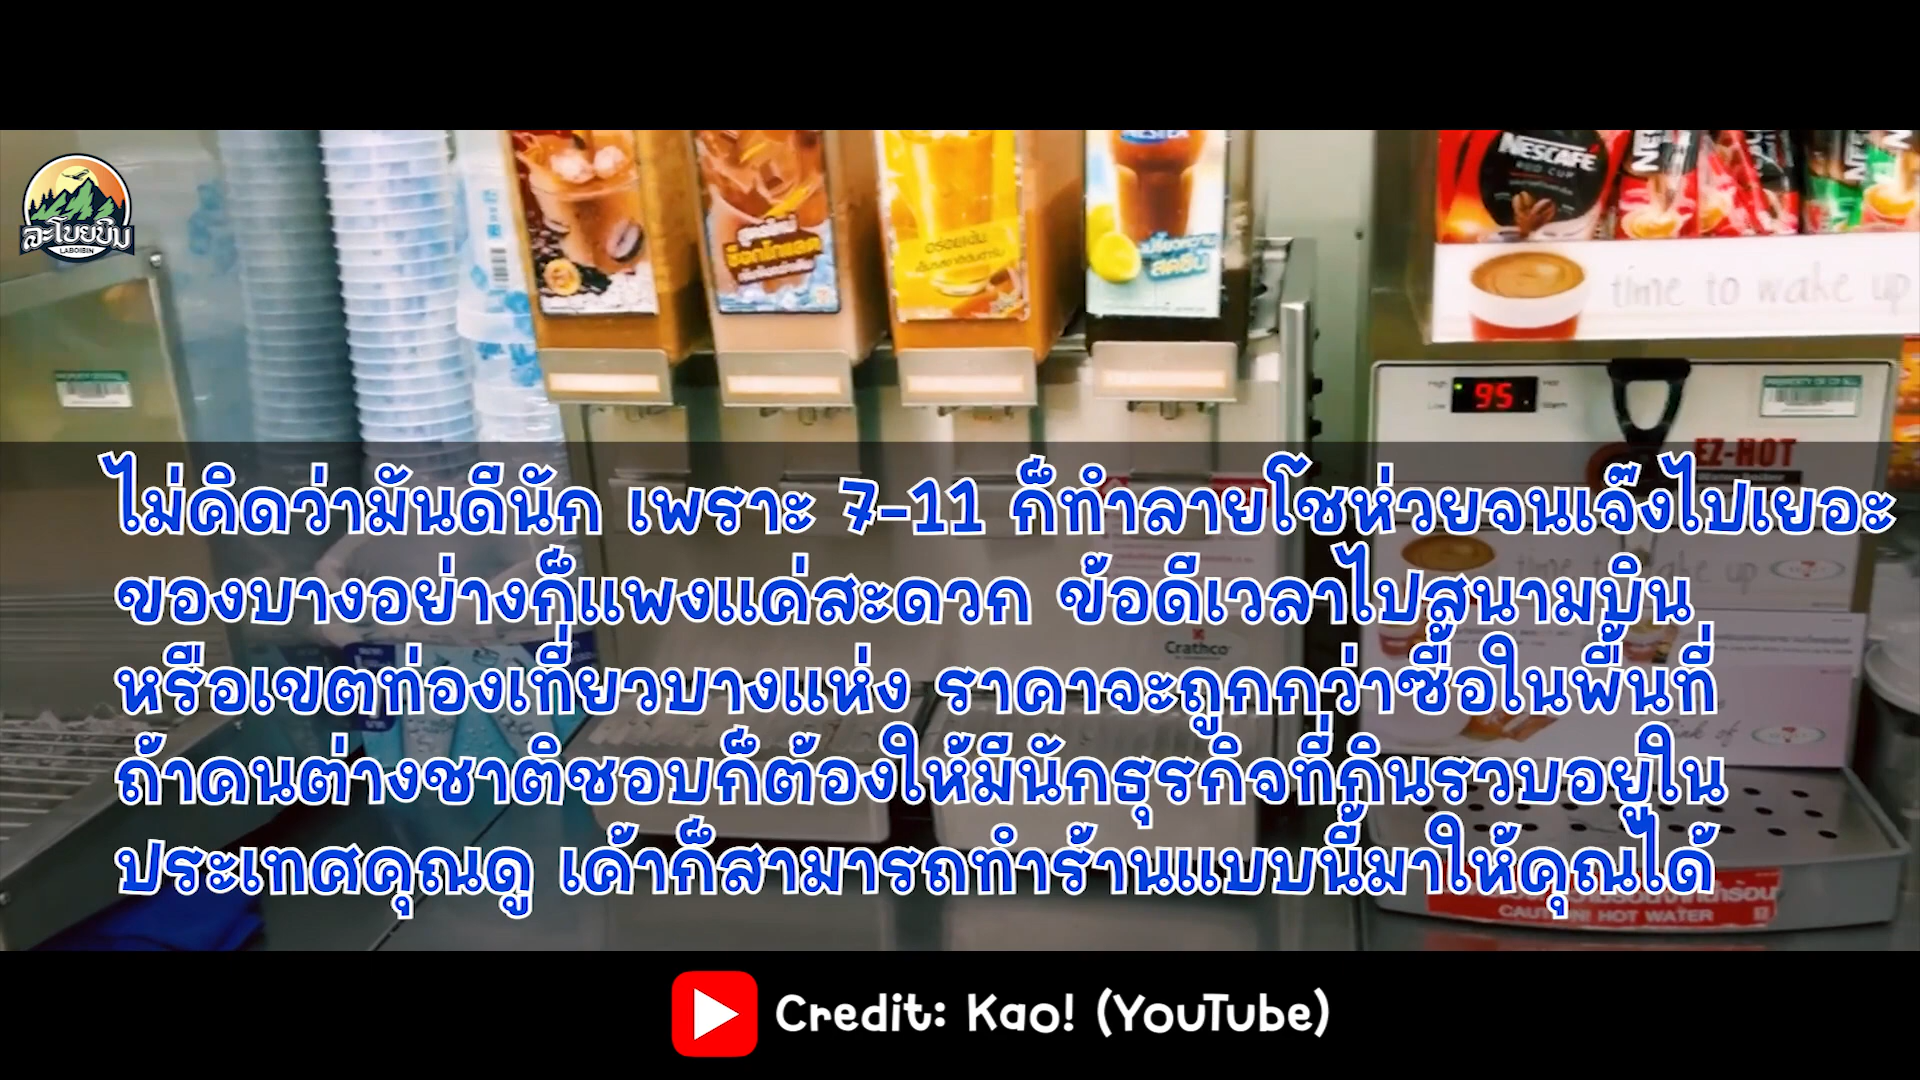 ละโบยบิน
LABOIBIN
NESCAFÉ
RED CUP
time to wake up
95
EZ-HOT
ไม่คิดว่ามันดีนัก เพราะ 7-11 ก็ทำลายโชห่วยจนเจ๊งไปเยอะ
ของบางอย่างก็แพงแค่สะดวก ข้อดีเวลาไปสนามบิน
หรือเขตท่องเที่ยวบางแห่ง ราคาจะถูกกว่าซื้อในพื้นที่
ถ้าคนต่างชาติชอบก็ต้องให้มีนักธุรกิจที่กินรวบอยู่ใน
ประเทศคุณดู เค้าก็สามารถทำร้านแบบนี้มาให้คุณได้
Crathco
CAUTION! HOT WATER
Credit: Kao! (YouTube)